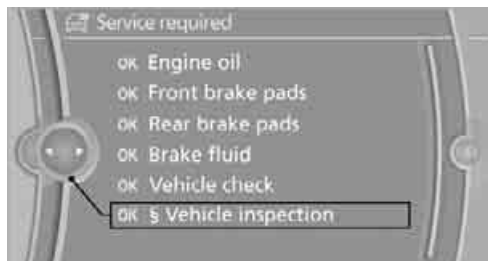 Service required
OK Engine oil
OK Front brake pads
OK Rear brake pads
OK Brake fluid
OK Vehicle check
OK § Vehicle inspection